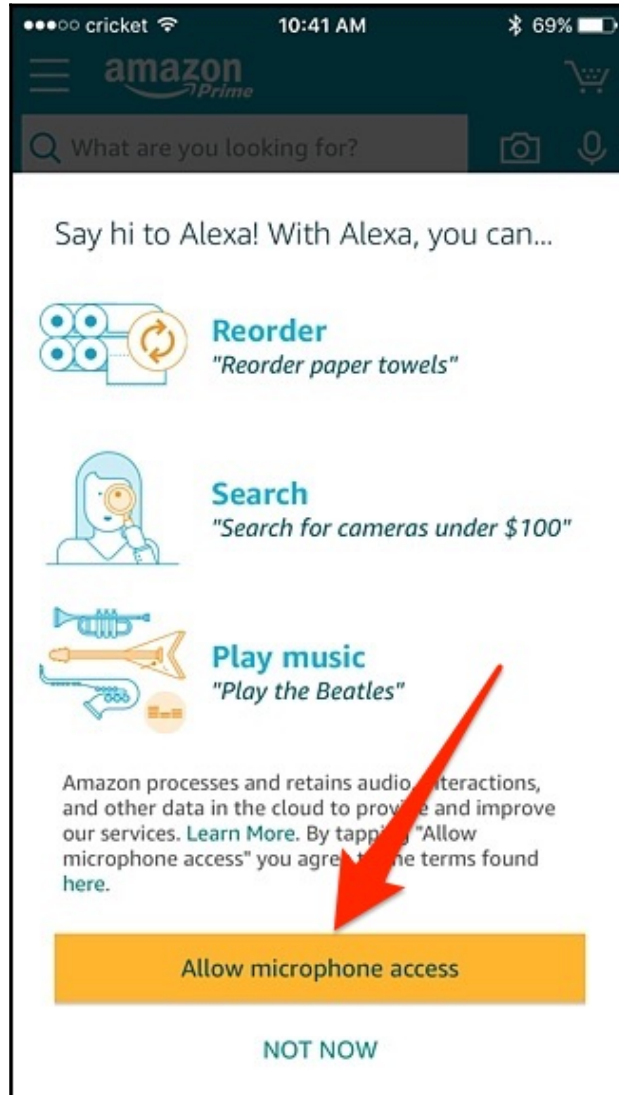 cricket 10:41 AM 69%
amazon
Prime
What are you looking for?
Say hi to Alexa! With Alexa, you can...
Reorder
"Reorder paper towels"
Search
"Search for cameras under $100"
Play music
"Play the Beatles"
Amazon processes and retains audio, interactions,
and other data in the cloud to provide and improve
our services. Learn More. By tapping "Allow
microphone access" you agree to the terms found
here.
Allow microphone access
NOT NOW